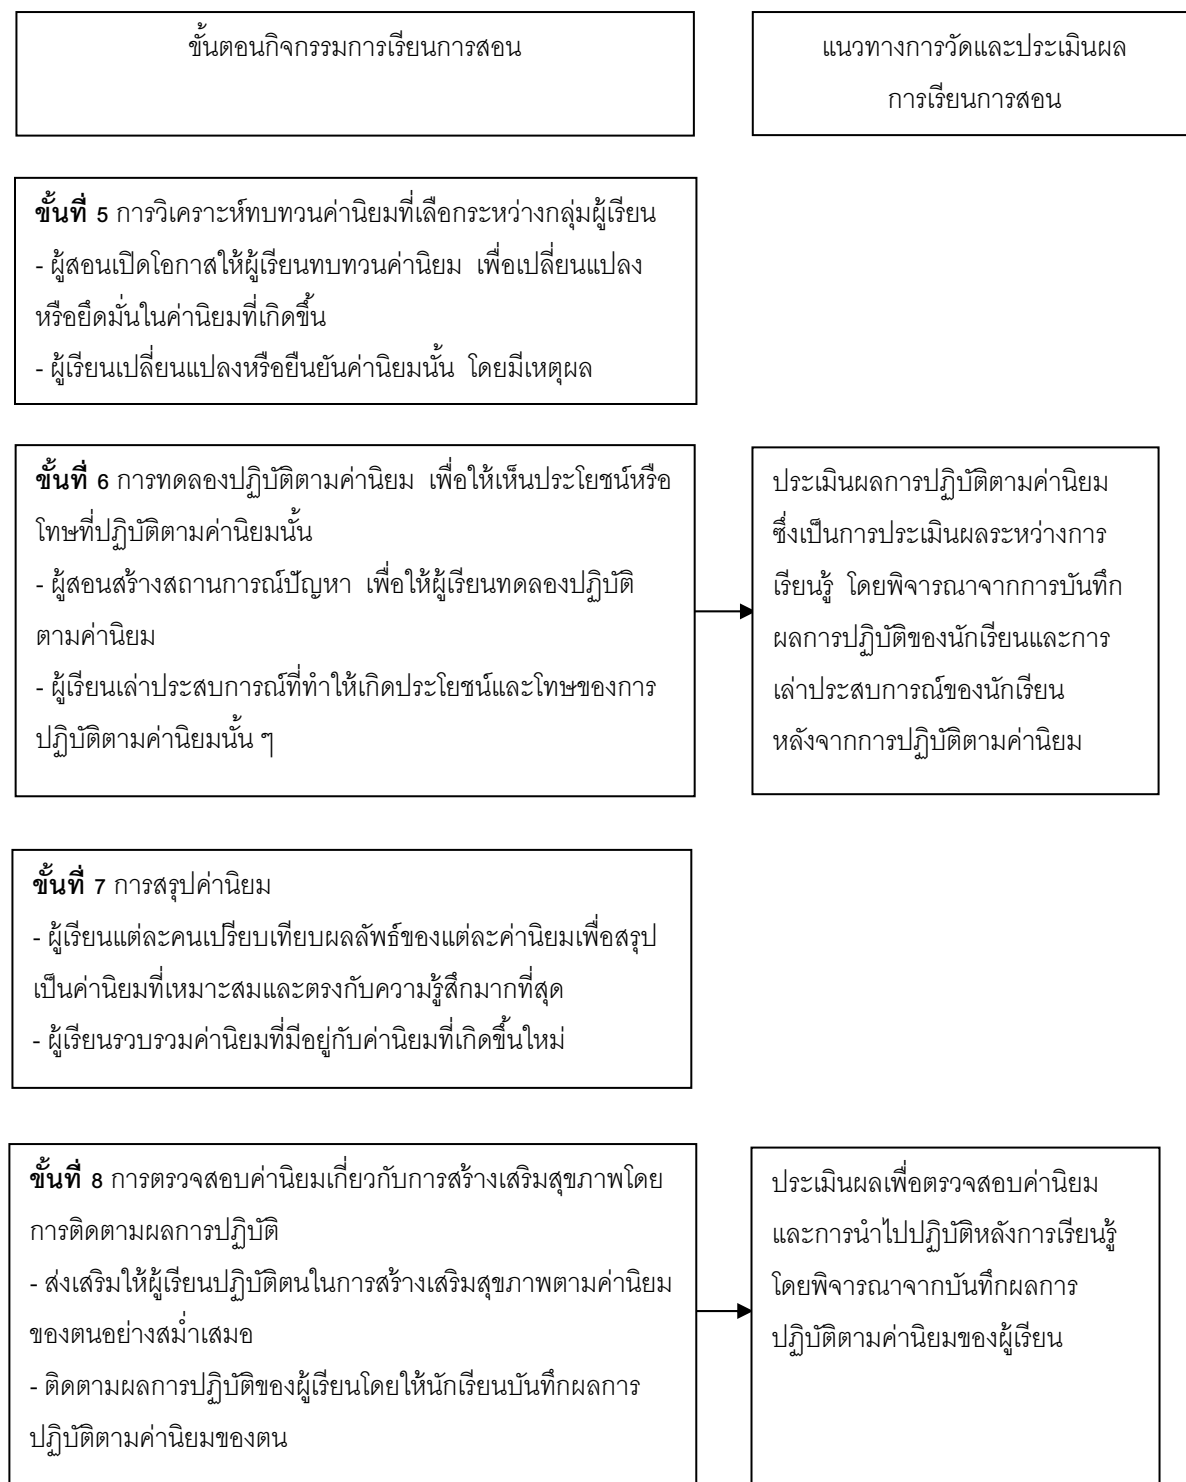 ขั้นตอนกิจกรรมการเรียนการสอน
แนวทางการวัดและประเมินผล
การเรียนการสอน
ขั้นที่ 5 การวิเคราะห์ทบทวนค่านิยมที่เลือกระหว่างกลุ่มผู้เรียน
- ผู้สอนเปิดโอกาสให้ผู้เรียนทบทวนค่านิยม เพื่อเปลี่ยนแปลง
หรือยึดมั่นในค่านิยมที่เกิดขึ้น
- ผู้เรียนเปลี่ยนแปลงหรือยืนยันค่านิยมนั้น โดยมีเหตุผล
ขั้นที่ 6 การทดลองปฏิบัติตามค่านิยม เพื่อให้เห็นประโยชน์หรือ
โทษที่ปฏิบัติตามค่านิยมนั้น
- ผู้สอนสร้างสถานการณ์ปัญหา เพื่อให้ผู้เรียนทดลองปฏิบัติ
ตามค่านิยม
- ผู้เรียนเล่าประสบการณ์ที่ทำให้เกิดประโยชน์และโทษของการ
ปฏิบัติตามค่านิยมนั้น ๆ
ประเมินผลการปฏิบัติตามค่านิยม
ซึ่งเป็นการประเมินผลระหว่างการ
เรียนรู้ โดยพิจารณาจากการบันทึก
ผลการปฏิบัติของนักเรียนและการ
เล่าประสบการณ์ของนักเรียน
หลังจากการปฏิบัติตามค่านิยม
ขั้นที่ 7 การสรุปค่านิยม
- ผู้เรียนแต่ละคนเปรียบเทียบผลลัพธ์ของแต่ละค่านิยมเพื่อสรุป
เป็นค่านิยมที่เหมาะสมและตรงกับความรู้สึกมากที่สุด
- ผู้เรียนรวบรวมค่านิยมที่มีอยู่กับค่านิยมที่เกิดขึ้นใหม่
ขั้นที่ 8 การตรวจสอบค่านิยมเกี่ยวกับการสร้างเสริมสุขภาพโดย
การติดตามผลการปฏิบัติ
- ส่งเสริมให้ผู้เรียนปฏิบัติตนในการสร้างเสริมสุขภาพตามค่านิยม
ของตนอย่างสม่ำเสมอ
- ติดตามผลการปฏิบัติของผู้เรียนโดยให้นักเรียนบันทึกผลการ
ปฏิบัติตามค่านิยมของตน
ประเมินผลเพื่อตรวจสอบค่านิยม
และการนำไปปฏิบัติหลังการเรียนรู้
โดยพิจารณาจากบันทึกผลการ
ปฏิบัติตามค่านิยมของผู้เรียน